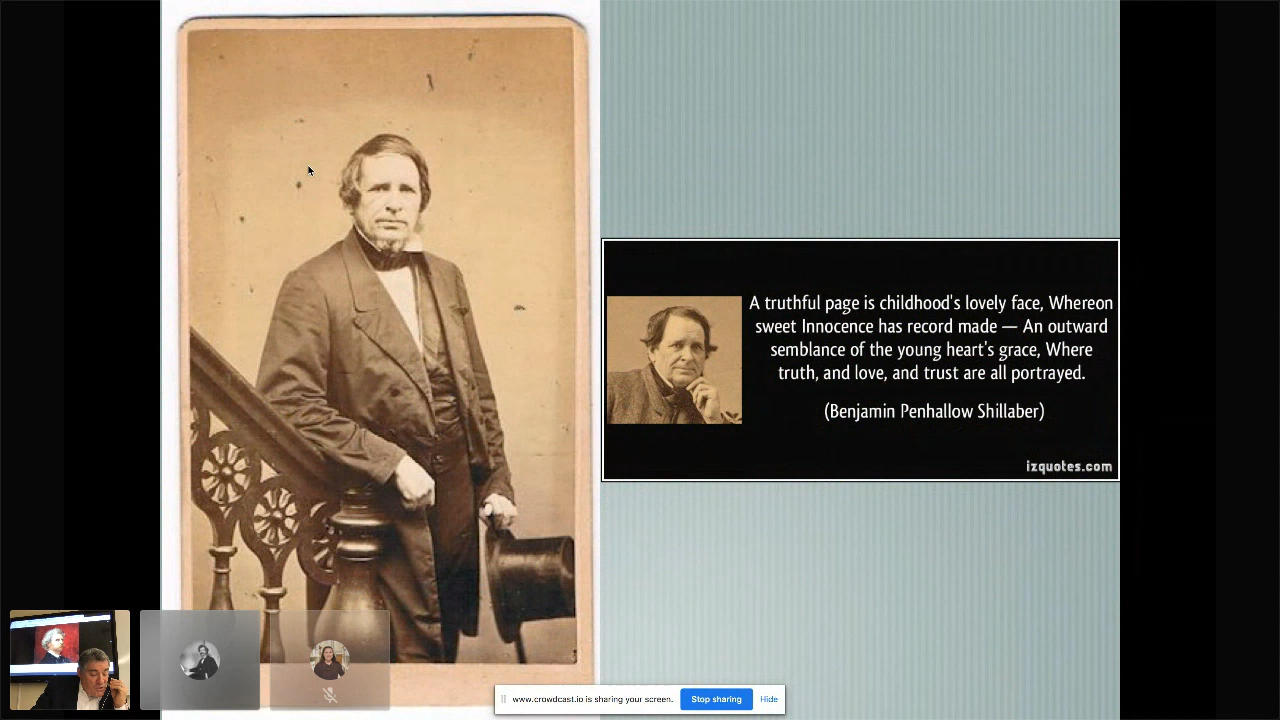 A truthful page is childhood's lovely face, Whereon
sweet Innocence has record made — An outward
semblance of the young heart's grace, Where
truth, and love, and trust are all portrayed.
(Benjamin Penhallow Shillaber)
izquotes.com
www.crowdcast.io is sharing your screen.
Stop sharing
Hide